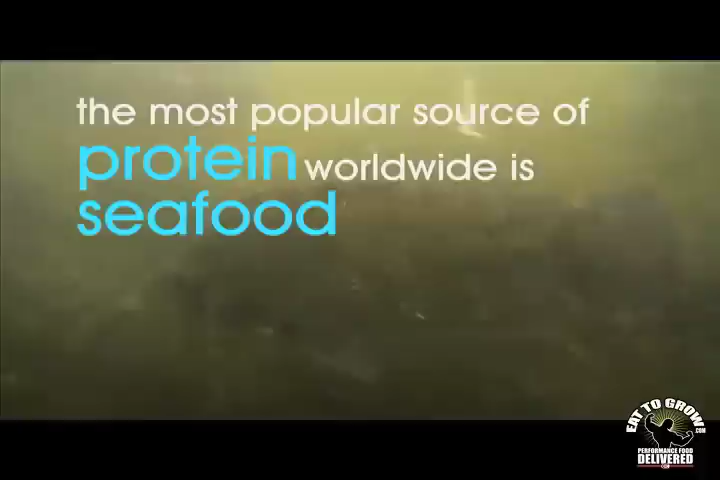 the most popular source of
protein worldwide is
seafood
EAT TO GROW
.COM
PERFORMANCE FOOD
DELIVERED